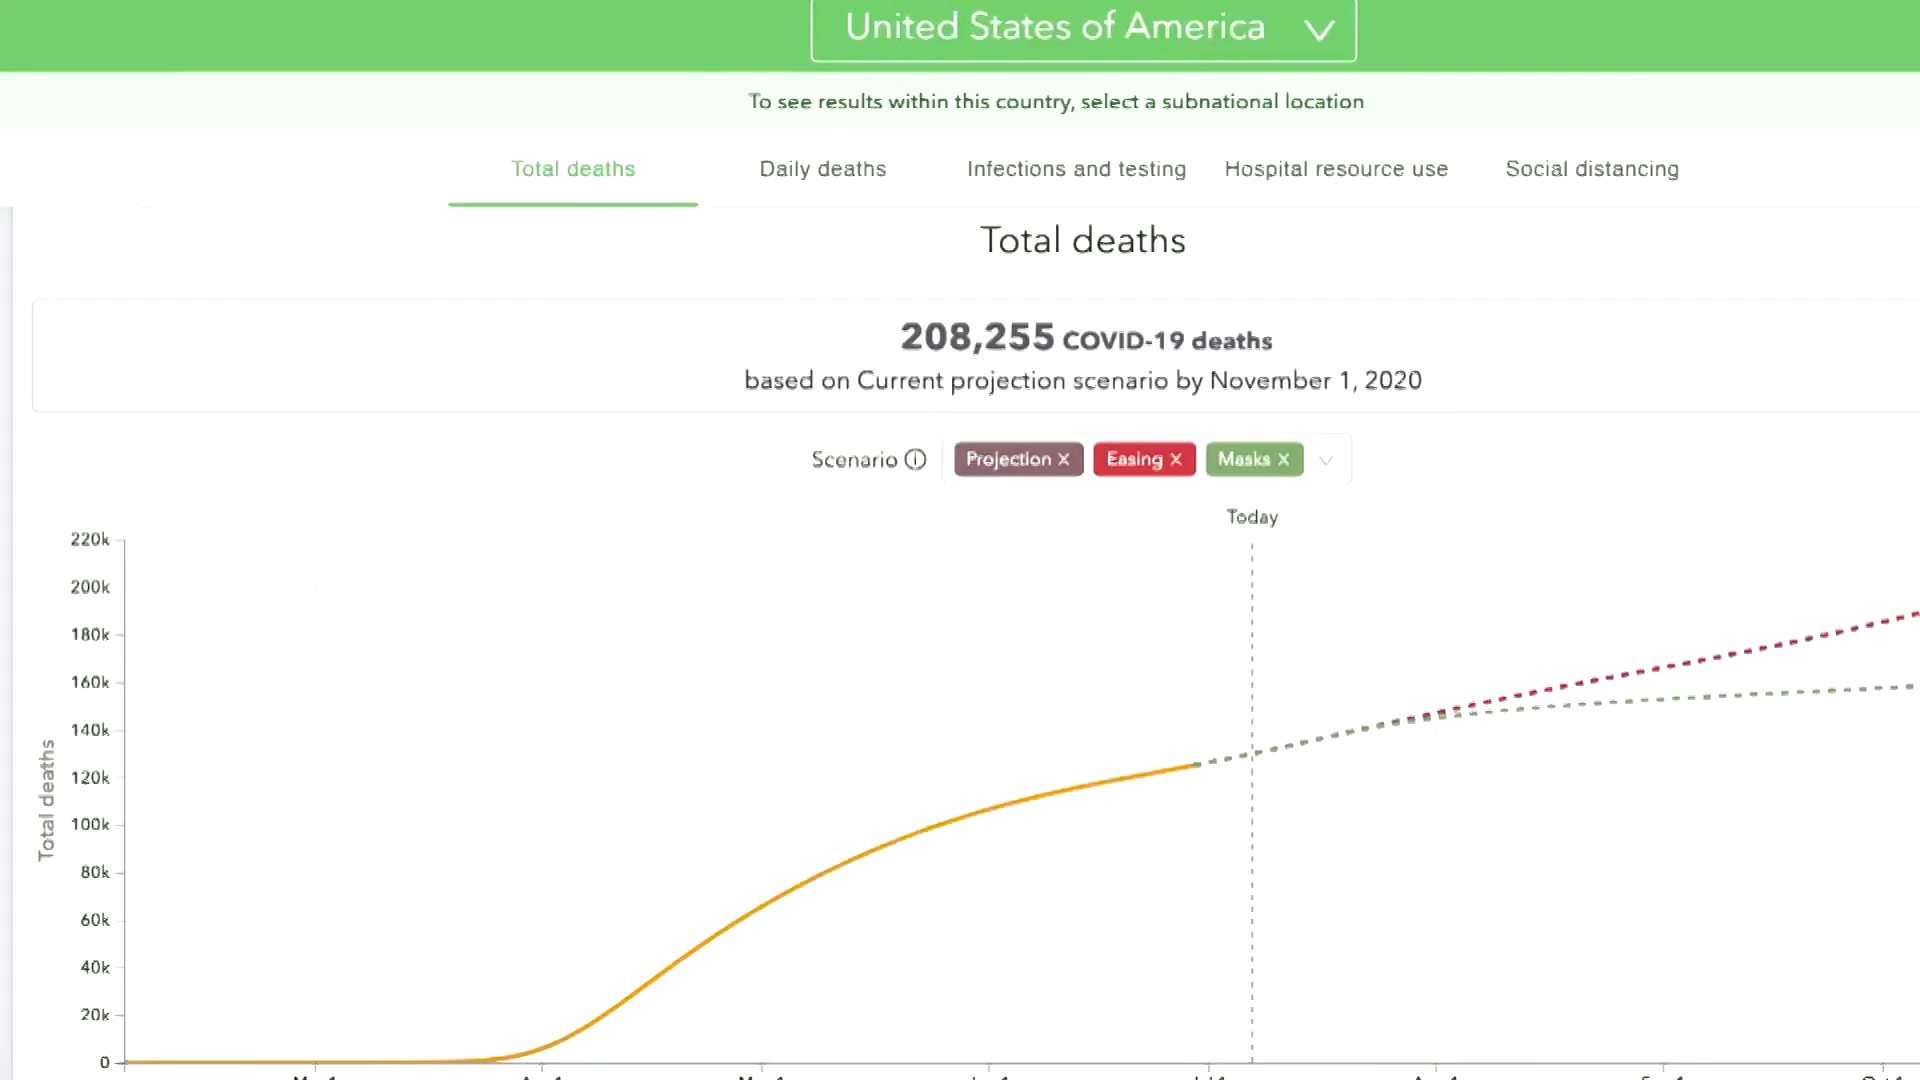 United States of America
To see results within this country, select a subnational location
Total deaths
Daily deaths
Infections and testing
Hospital resource use
Social distancing
Total deaths
208,255 COVID-19 deaths
based on Current projection scenario by November 1, 2020
Scenario
Projection X
Easing X
Masks X
Today
220k
200k
180k
160k
140k
120k
100k
80k
60k
40k
20k
0
Total deaths